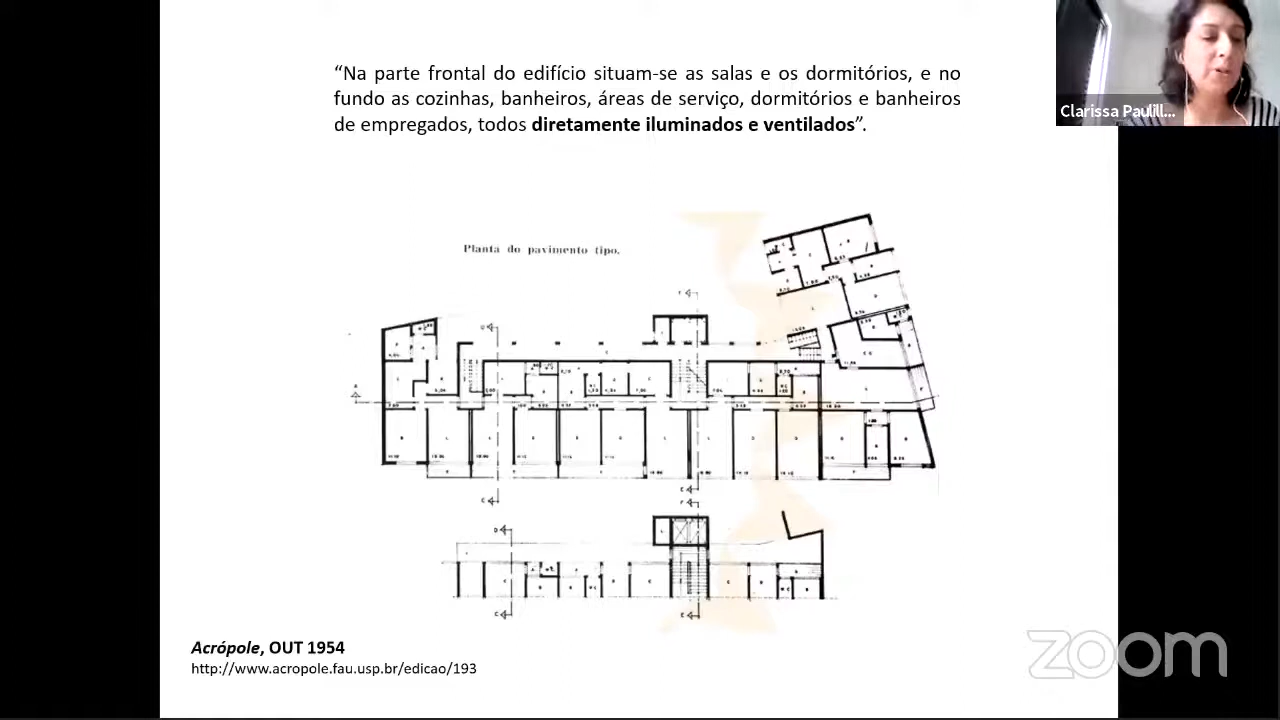 “Na parte frontal do edifício situam-se as salas e os dormitórios, e no
fundo as cozinhas, banheiros, áreas de serviço, dormitórios e banheiros
de empregados, todos diretamente iluminados e ventilados”.
Clarissa Paulill...
Planta do pavimento tipo.
Acrópole, OUT 1954
http://www.acropole.fau.usp.br/edicao/193
zoom